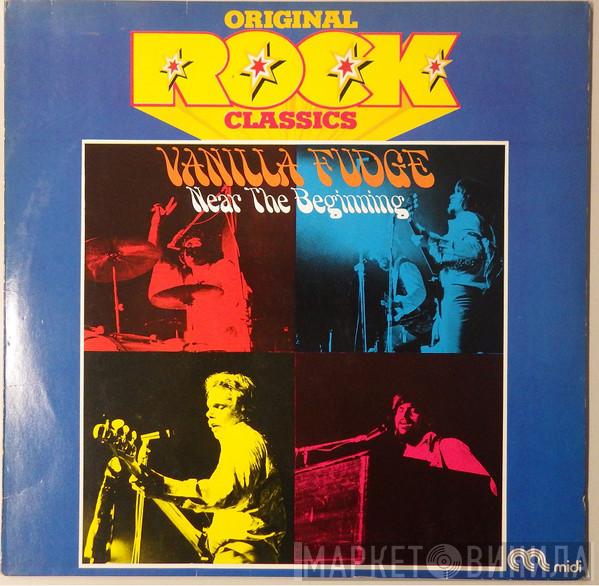 ORIGINAL
ROCK
CLASSICS
VANILLA FUDGE
Near The Beginning
midi
МАРКЕТ ВИНИЛА